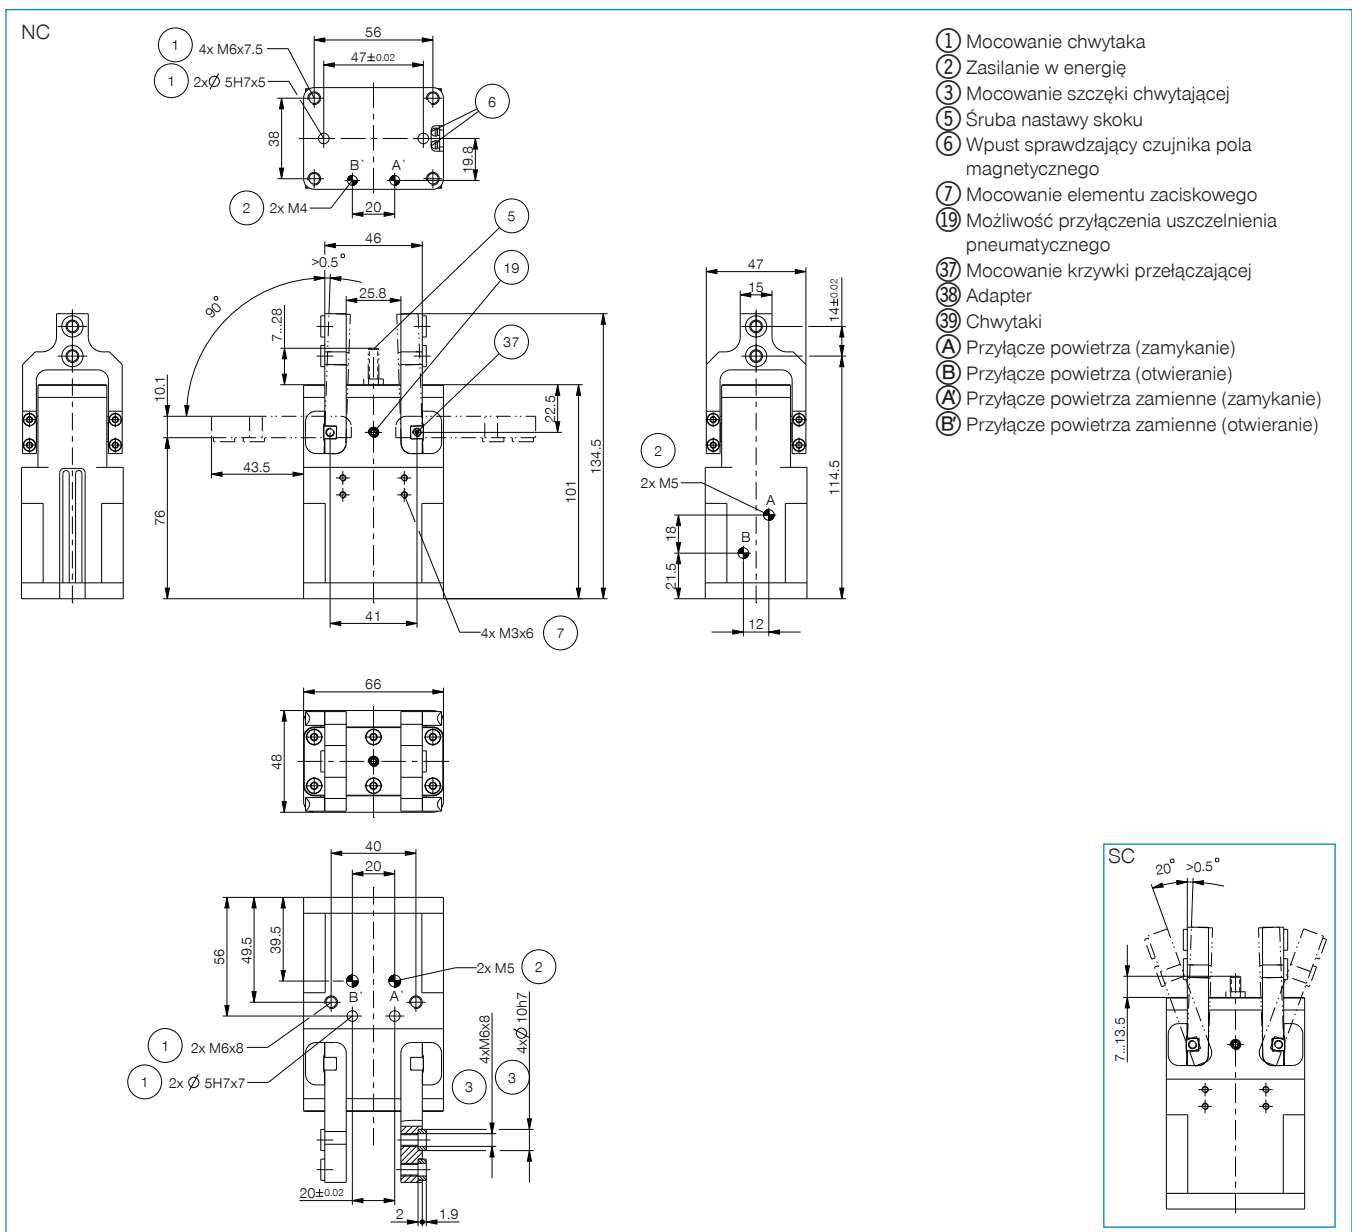 NC
56
1 4x M6x7.5
47±0.02
1 2xØ 5H7x5
6
38
19.8
B` A`
2 2x M4
20
5
46
>0.5°
19
25.8
90°
7...28
37
10.1
22.5
43.5
76
101
134.5
41
4x M3x6 7
47
15
14±0.02
2
2x M5
A
B
18
21.5
114.5
12
66
48
40
20
56
49.5
39.5
2x M5 2
B` A`
1 2x M6x8
1 2x Ø 5H7x7
3 4xM6x8
3 4xØ 10h7
20±0.02
2 1.9
1 Mocowanie chwytaka
2 Zasilanie w energię
3 Mocowanie szczęki chwytającej
5 Śruba nastawy skoku
6 Wpust sprawdzający czujnika pola
magnetycznego
7 Mocowanie elementu zaciskowego
19 Możliwość przyłączenia uszczelnienia
pneumatycznego
37 Mocowanie krzywki przełączającej
38 Adapter
39 Chwytaki
A Przyłącze powietrza (zamykanie)
B Przyłącze powietrza (otwieranie)
A' Przyłącze powietrza zamienne (zamykanie)
B' Przyłącze powietrza zamienne (otwieranie)
SC
20° >0.5°
7...13.5